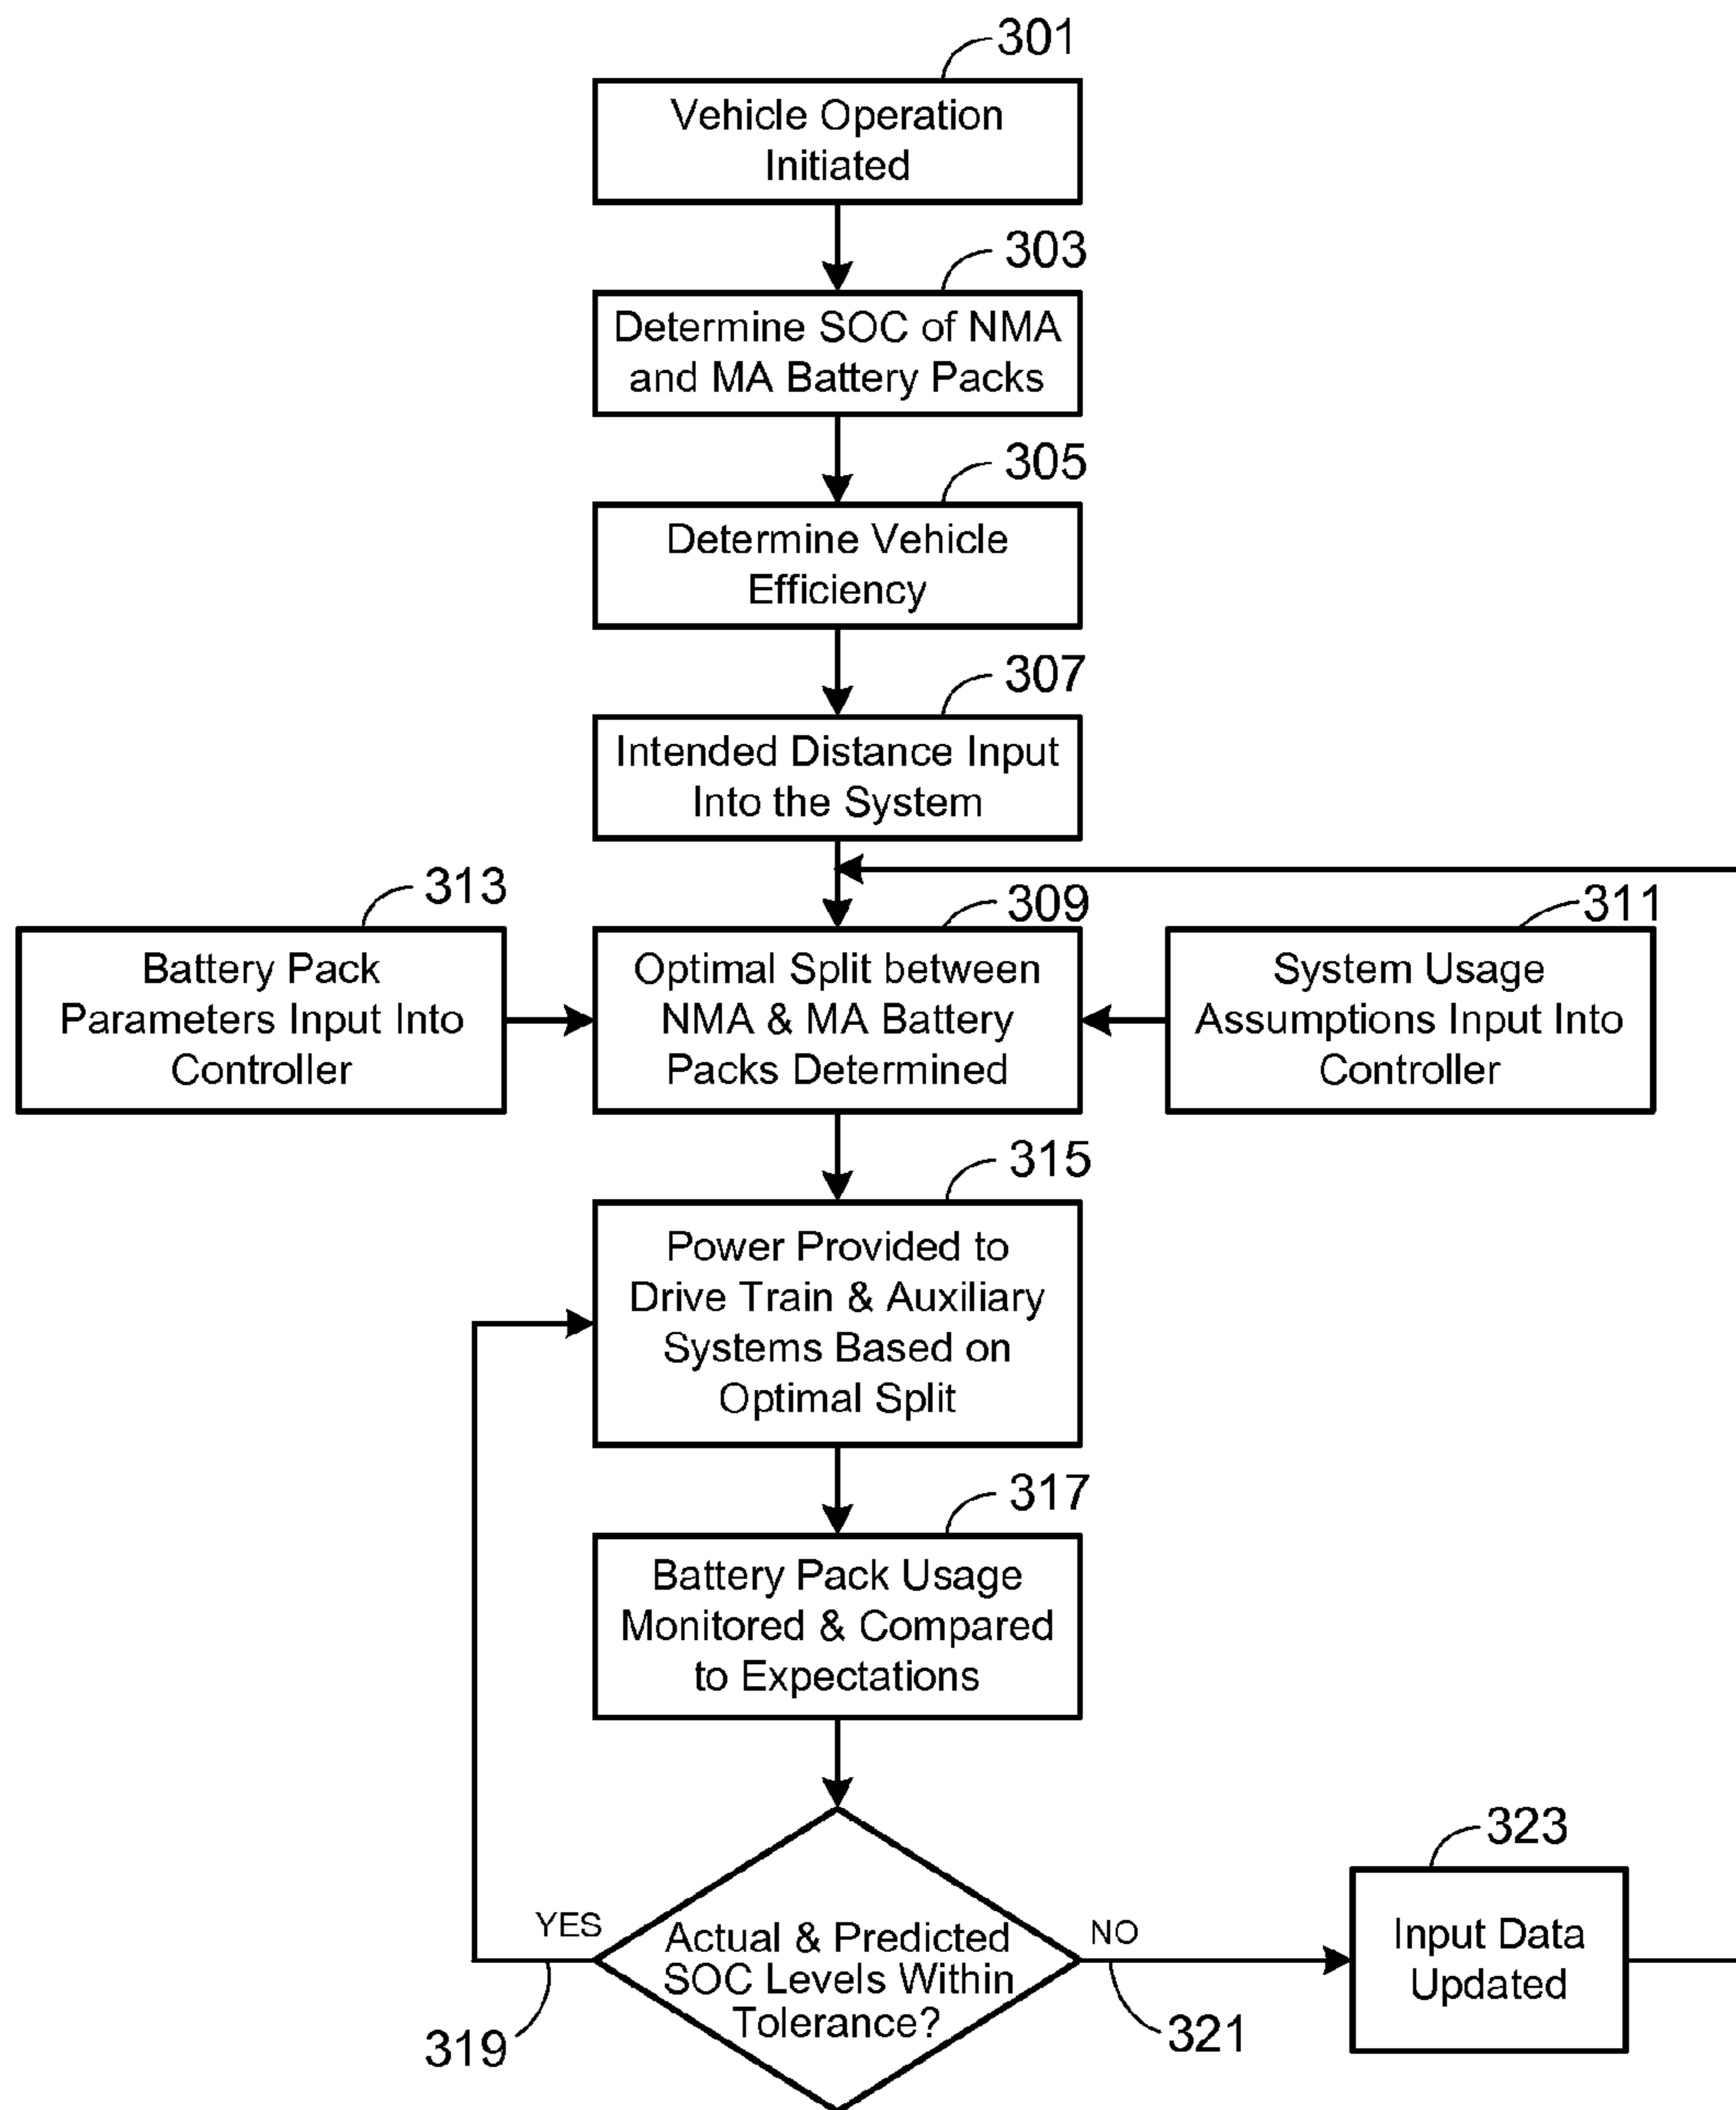 301
Vehicle Operation
Initiated
303
Determine SOC of NMA
and MA Battery Packs
305
Determine Vehicle
Efficiency
307
Intended Distance Input
Into the System
313
Battery Pack
Parameters Input Into
Controller
309
Optimal Split between
NMA & MA Battery
Packs Determined
311
System Usage
Assumptions Input Into
Controller
315
Power Provided to
Drive Train & Auxiliary
Systems Based on
Optimal Split
317
Battery Pack Usage
Monitored & Compared
to Expectations
YES
Actual & Predicted
SOC Levels Within
Tolerance?
NO
319
321
323
Input Data
Updated